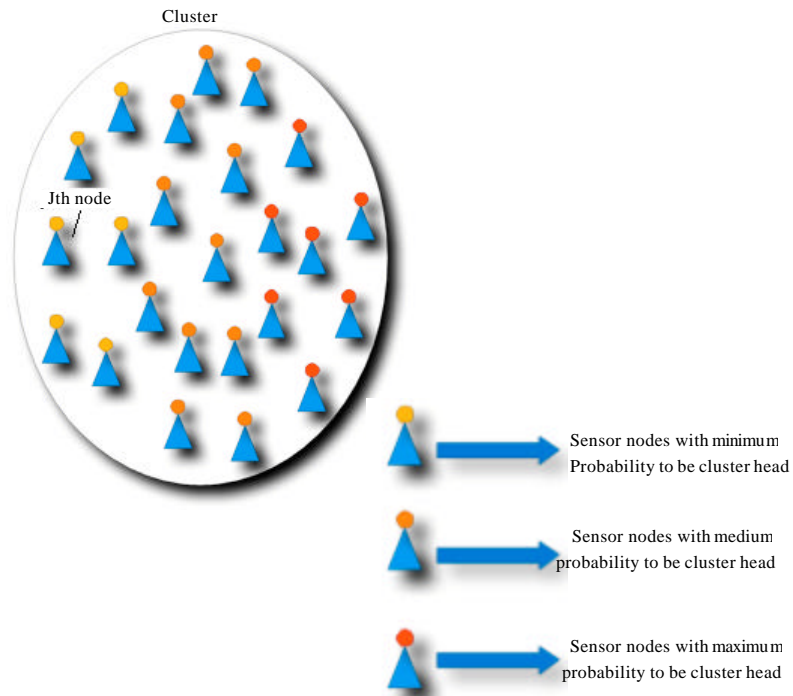 Cluster
Jth node
Sensor nodes with minimum
Probability to be cluster head
Sensor nodes with medium
probability to be cluster head
Sensor nodes with maximum
probability to be cluster head